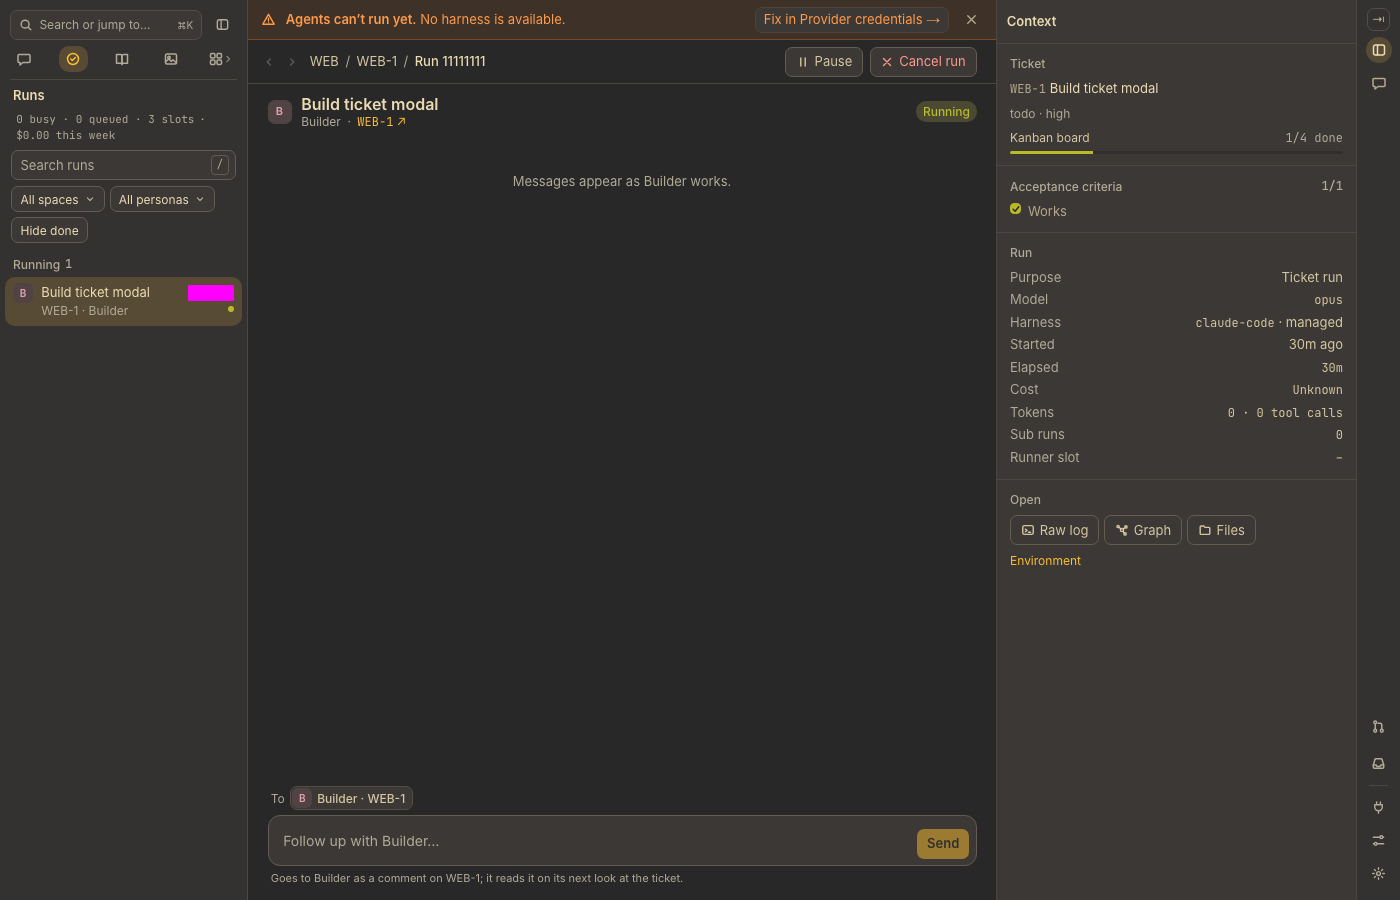 Search or jump to... ⌘K
Runs
0 busy · 0 queued · 3 slots ·
$0.00 this week
Search runs /
All spaces
All personas
Hide done
Running 1
B Build ticket modal
WEB-1 · Builder
Agents can't run yet. No harness is available.
Fix in Provider credentials →
WEB / WEB-1 / Run 11111111
Pause
Cancel run
B Build ticket modal
Builder · WEB-1 ↗
Running
Messages appear as Builder works.
To B Builder · WEB-1
Follow up with Builder...
Send
Goes to Builder as a comment on WEB-1; it reads it on its next look at the ticket.
Context
Ticket
WEB-1 Build ticket modal
todo · high
Kanban board 1/4 done
Acceptance criteria 1/1
Works
Run
Purpose Ticket run
Model opus
Harness claude-code · managed
Started 30m ago
Elapsed 30m
Cost Unknown
Tokens 0 · 0 tool calls
Sub runs 0
Runner slot –
Open
Raw log
Graph
Files
Environment